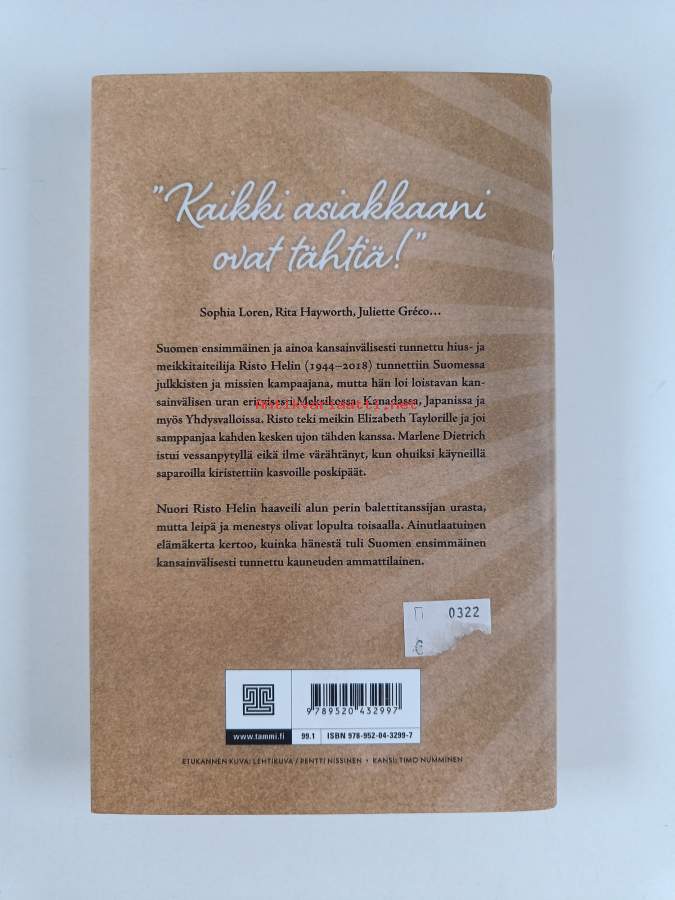 "Kaikki asiakkaani
ovat tähtiä!"
Sophia Loren, Rita Hayworth, Juliette Gréco...
Suomen ensimmäinen ja ainoa kansainvälisesti tunnettu hius- ja
meikkitaiteilija Risto Helin (1944–2018) tunnettiin Suomessa
julkkisten ja missien kampaajana, mutta hän loi loistavan kan-
sainvälisen uran erityisesti Meksikossa, Kanadassa, Japanissa ja
Antikvariaatti.net
myös Yhdysvalloissa. Risto teki meikin Elizabeth Taylorille ja joi
samppanjaa kahden kesken ujon tähden kanssa. Marlene Dietrich
istui vessanpytyllä eikä ilme värähtänyt, kun ohuiksi käyneillä
saparoilla kiristettiin kasvoille poskipäät.
Nuori Risto Helin haaveili alun perin balettitanssijan urasta,
mutta leipä ja menestys olivat lopulta toisaalla. Ainutlaatuinen
elämäkerta kertoo, kuinka hänestä tuli Suomen ensimmäinen
kansainvälisesti tunnettu kauneuden ammattilainen.
0322
€
9 789520 432997
www.tammi.fi 99.1 ISBN 978-952-04-3299-7
ETUKANNEN KUVA: LEHTIKUVA / PENTTI NISSINEN • KANSI: TIMO NUMMINEN